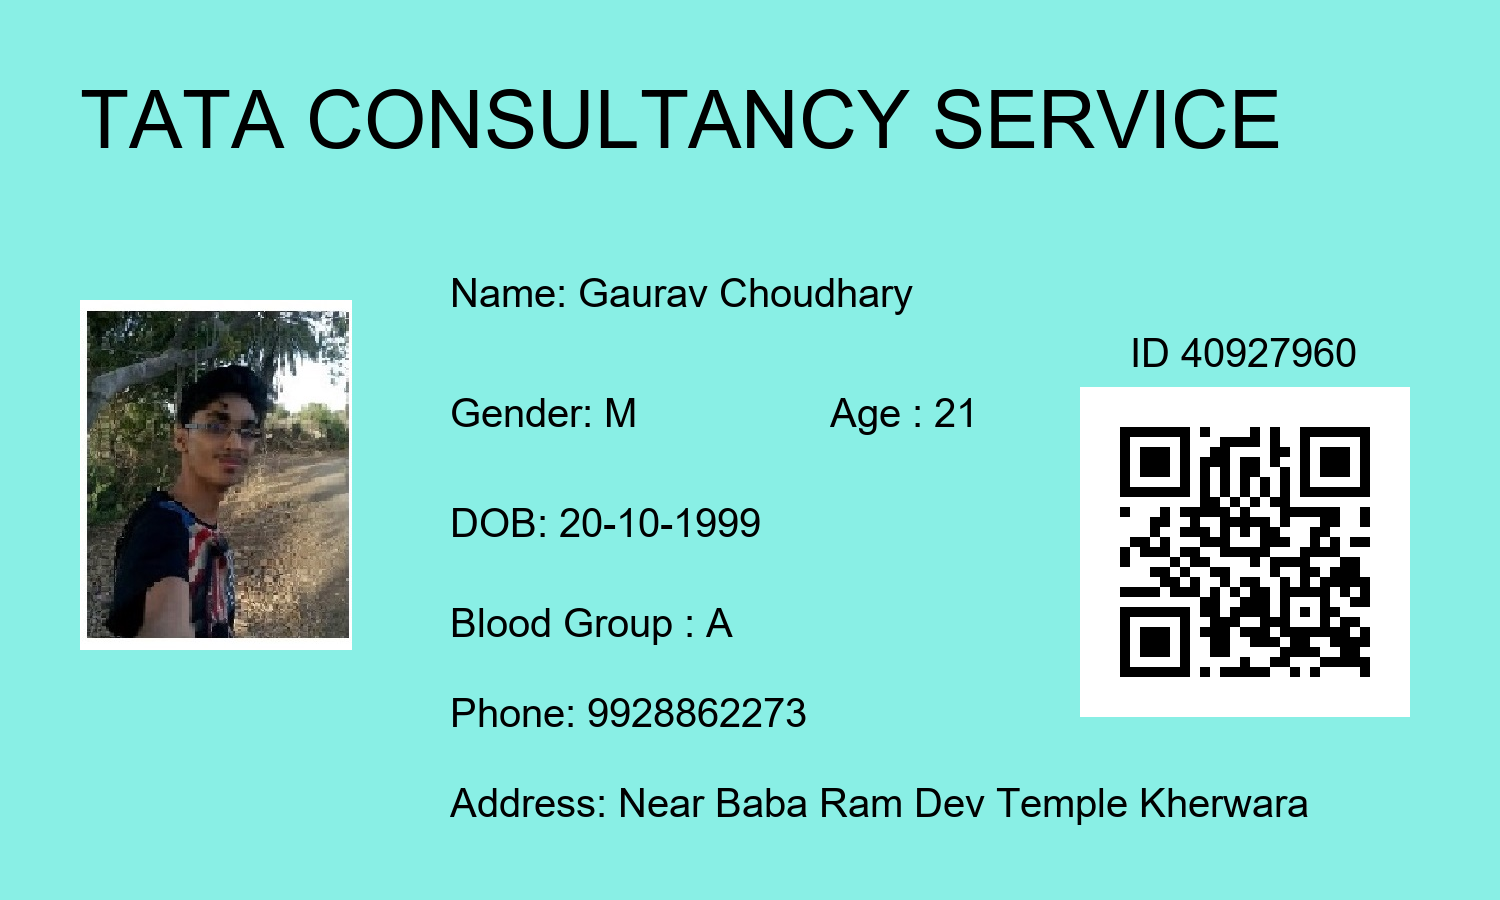 TATA CONSULTANCY SERVICE
Name: Gaurav Choudhary
ID 40927960
Gender: M Age : 21
DOB: 20-10-1999
Blood Group : A
Phone: 9928862273
Address: Near Baba Ram Dev Temple Kherwara